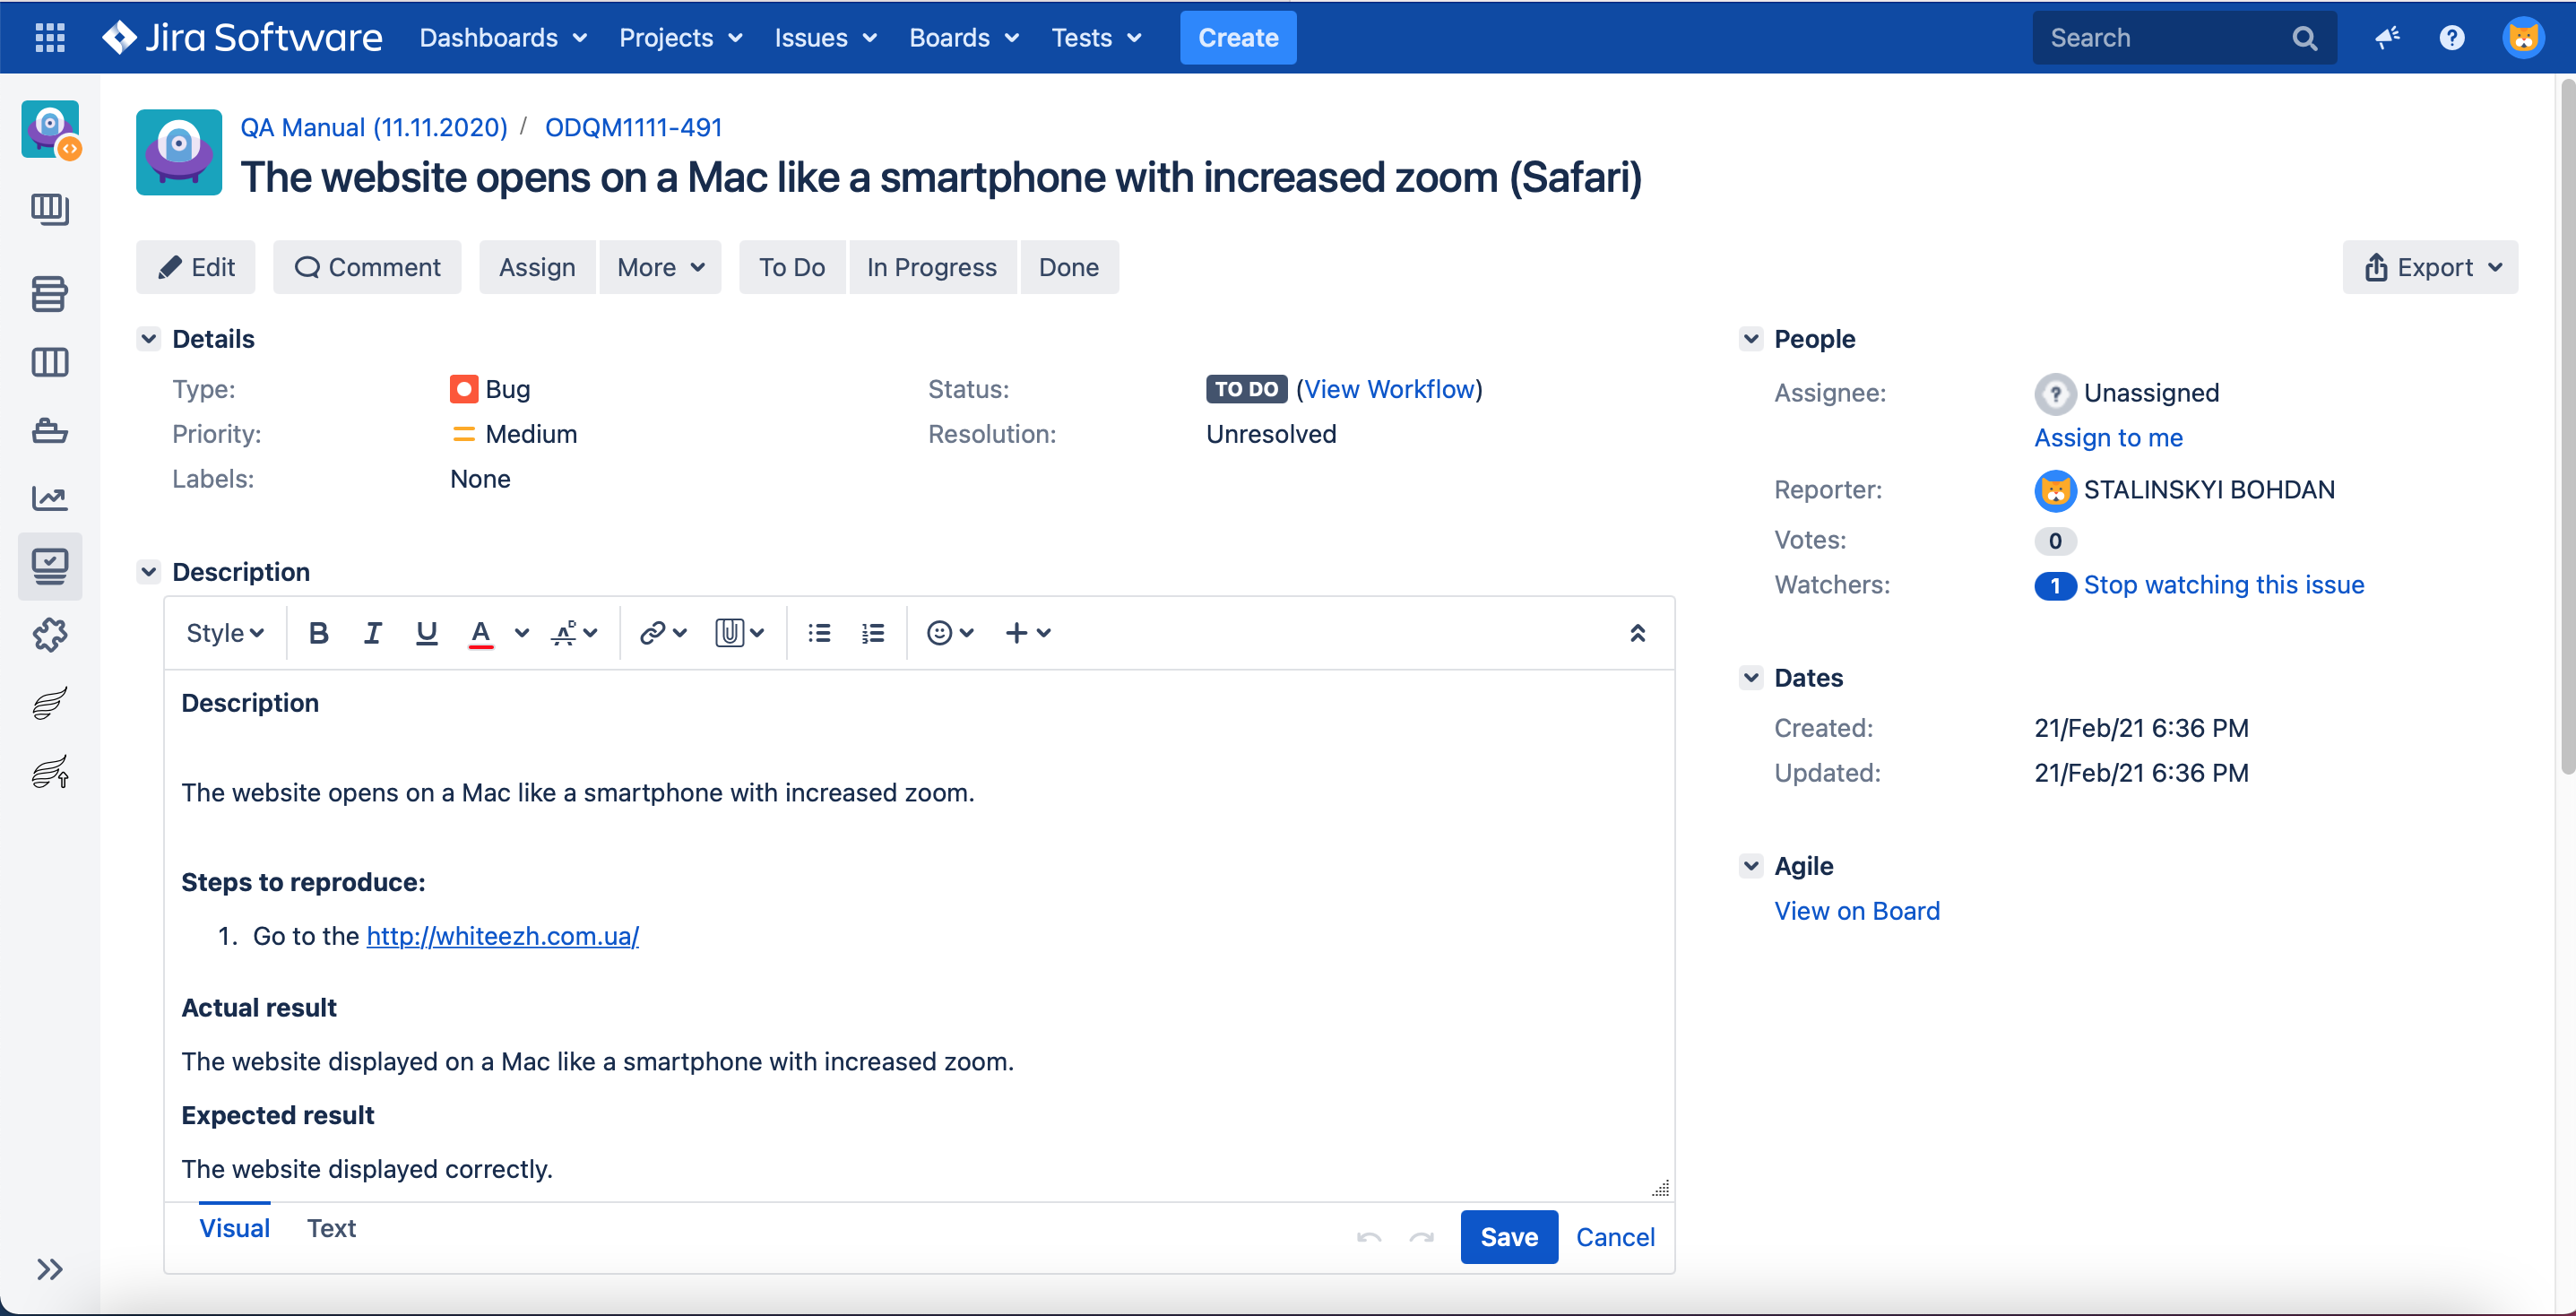 Jira Software Dashboards Projects Issues Boards Tests Create Search
QA Manual (11.11.2020) / ODQM1111-491
The website opens on a Mac like a smartphone with increased zoom (Safari)
Edit Comment Assign More To Do In Progress Done Export
Details
Type: Bug Status: TO DO (View Workflow)
Priority: Medium Resolution: Unresolved
Labels: None
Description
Style B I U A
Description
The website opens on a Mac like a smartphone with increased zoom.
Steps to reproduce:
1. Go to the http://whiteezh.com.ua/
Actual result
The website displayed on a Mac like a smartphone with increased zoom.
Expected result
The website displayed correctly.
Visual Text Save Cancel
People
Assignee: Unassigned
Assign to me
Reporter: STALINSKYI BOHDAN
Votes: 0
Watchers: 1 Stop watching this issue
Dates
Created: 21/Feb/21 6:36 PM
Updated: 21/Feb/21 6:36 PM
Agile
View on Board